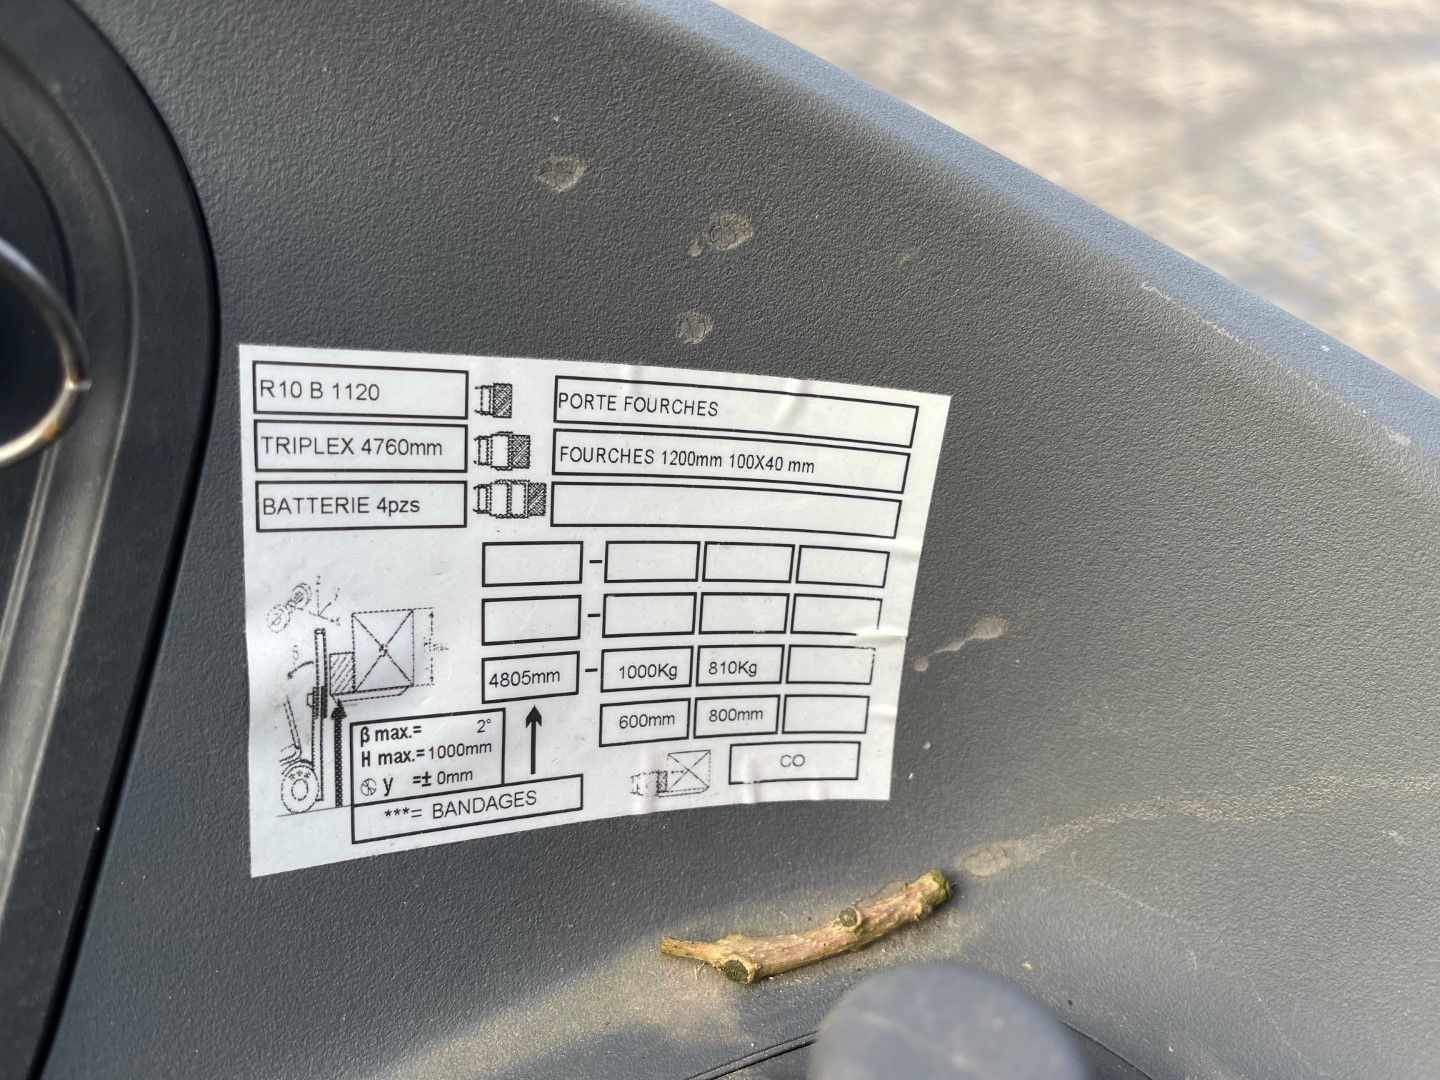 R10 B 1120
PORTE FOURCHES
TRIPLEX 4760mm
FOURCHES 1200mm 100X40 mm
BATTERIE 4pzs
4805mm - 1000Kg 810Kg
600mm 800mm
β max.= 2°
H max.= 1000mm
y =± 0mm
***= BANDAGES
CO